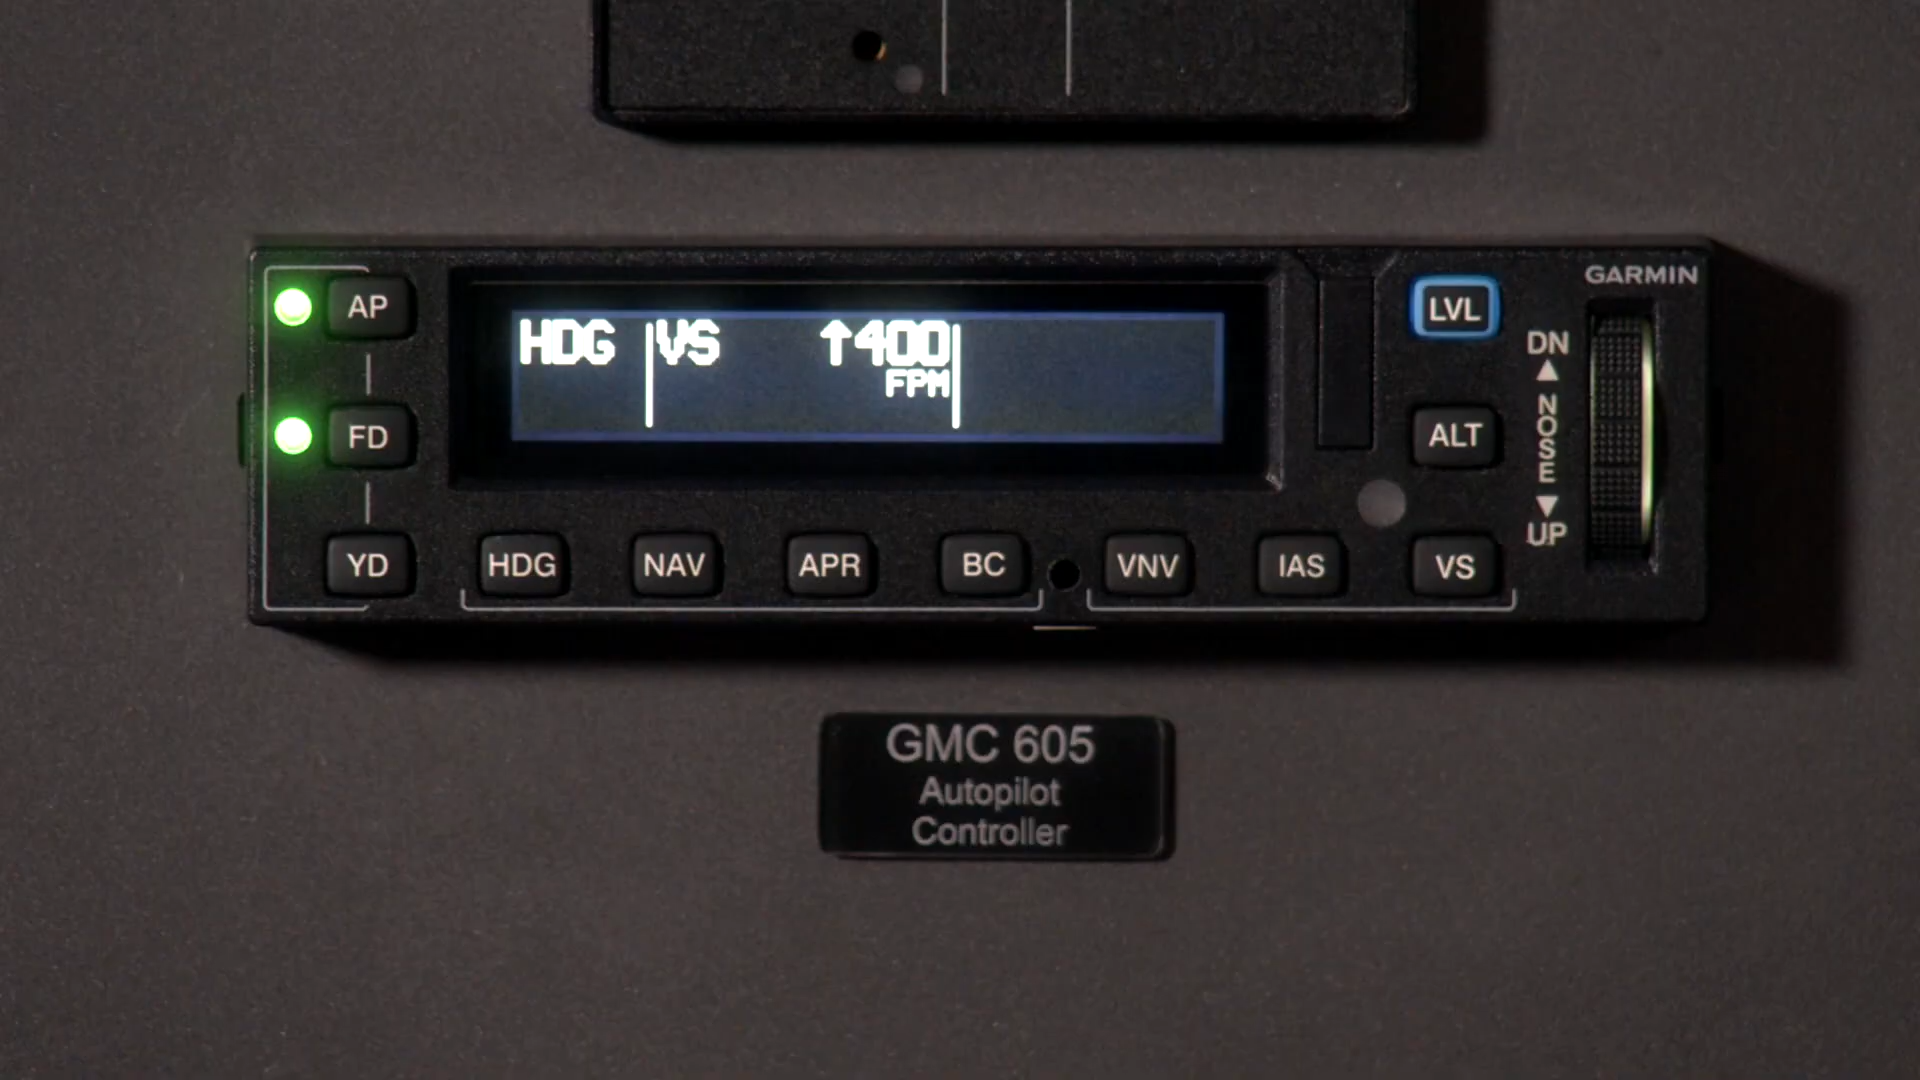 GARMIN
AP
HDG VS ↑400
FPM
LVL
DN
NOSE
UP
FD
ALT
YD
HDG NAV APR BC VNV IAS VS
GMC 605
Autopilot
Controller